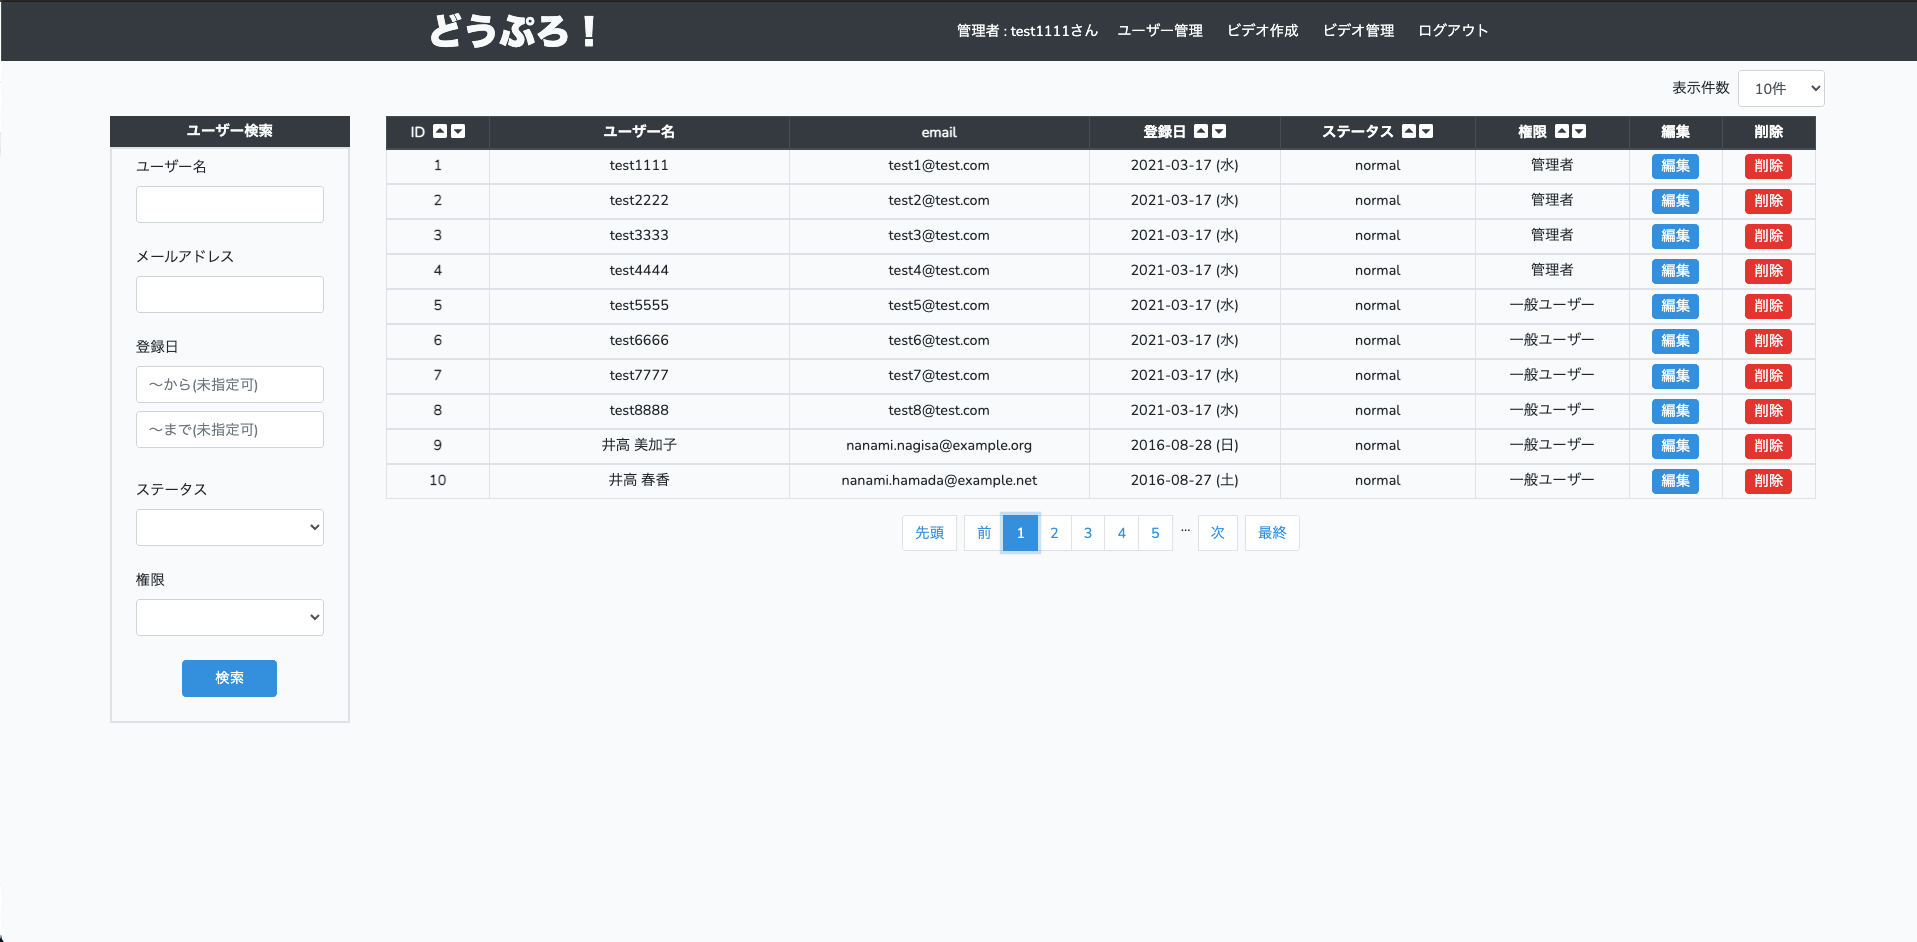 どうぷろ！
管理者 : test1111さん ユーザー管理 ビデオ作成 ビデオ管理 ログアウト
表示件数 10件
ユーザー検索
ユーザー名
メールアドレス
登録日
～から(未指定可)
～まで(未指定可)
ステータス
権限
検索
ID ユーザー名 email 登録日 ステータス 権限 編集 削除
1 test1111 test1@test.com 2021-03-17 (水) normal 管理者 編集 削除
2 test2222 test2@test.com 2021-03-17 (水) normal 管理者 編集 削除
3 test3333 test3@test.com 2021-03-17 (水) normal 管理者 編集 削除
4 test4444 test4@test.com 2021-03-17 (水) normal 管理者 編集 削除
5 test5555 test5@test.com 2021-03-17 (水) normal 一般ユーザー 編集 削除
6 test6666 test6@test.com 2021-03-17 (水) normal 一般ユーザー 編集 削除
7 test7777 test7@test.com 2021-03-17 (水) normal 一般ユーザー 編集 削除
8 test8888 test8@test.com 2021-03-17 (水) normal 一般ユーザー 編集 削除
9 井高 美加子 nanami.nagisa@example.org 2016-08-28 (日) normal 一般ユーザー 編集 削除
10 井高 春香 nanami.hamada@example.net 2016-08-27 (土) normal 一般ユーザー 編集 削除
先頭 前 1 2 3 4 5 ... 次 最終